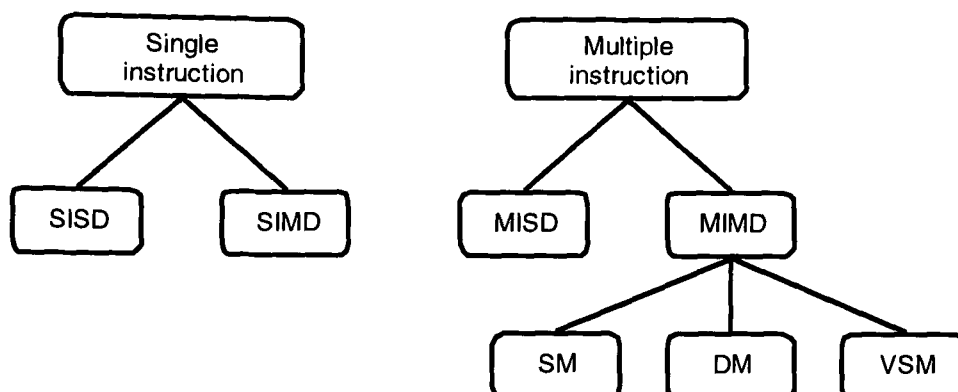 Single
instruction
Multiple
instruction
SISD
SIMD
MISD
MIMD
SM
DM
VSM